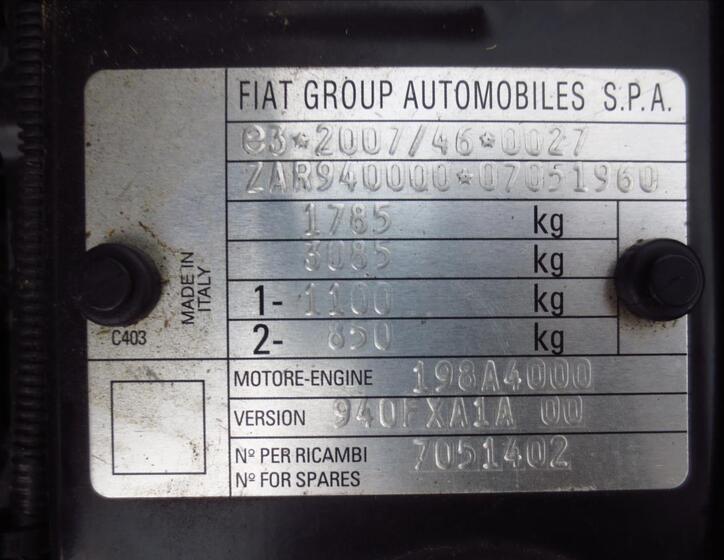 FIAT GROUP AUTOMOBILES S.P.A.
e3*2007/46*0027
ZAR940000*07051960
1785 kg
3085 kg
1- 1100 kg
2- 850 kg
MADE IN
ITALY
C403
MOTORE-ENGINE 198A4000
VERSION 940FXA1A 00
Nº PER RICAMBI 7051402
Nº FOR SPARES